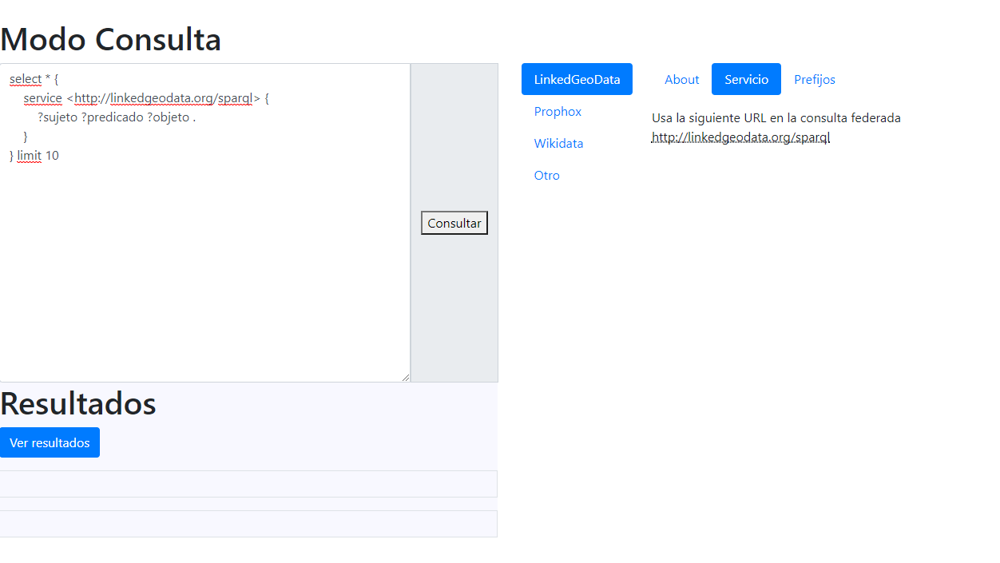 Modo Consulta
select * {
service <http://linkedgeodata.org/sparql> {
?sujeto ?predicado ?objeto .
}
} limit 10
Consultar
LinkedGeoData
Prophox
Wikidata
Otro
About Servicio Prefijos
Usa la siguiente URL en la consulta federada
http://linkedgeodata.org/sparql
Resultados
Ver resultados